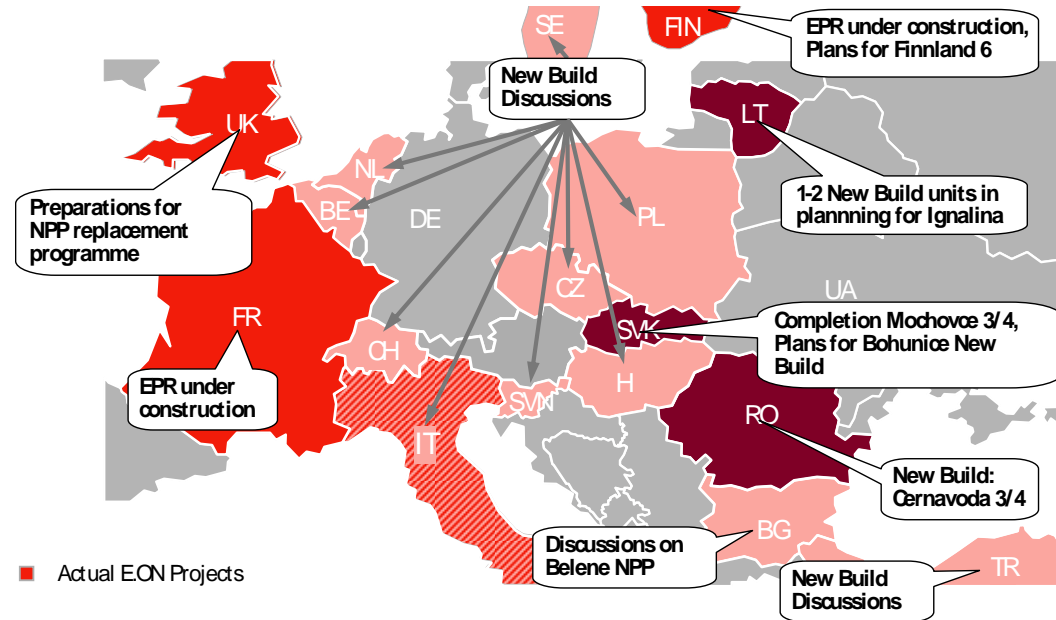 SE
FIN
EPR under construction,
Plans for Finnland 6
New Build
Discussions
UK
LT
NL
BE
DE
PL
1-2 New Build units in
plannning for Ignalina
Preparations for
NPP replacement
programme
CZ
UA
FR
SVK
Completion Mochovce 3/4,
Plans for Bohunice New
Build
CH
H
EPR under
construction
SVN
RO
IT
New Build:
Cernavoda 3/4
BG
Discussions on
Belene NPP
TR
New Build
Discussions
Actual E.ON Projects